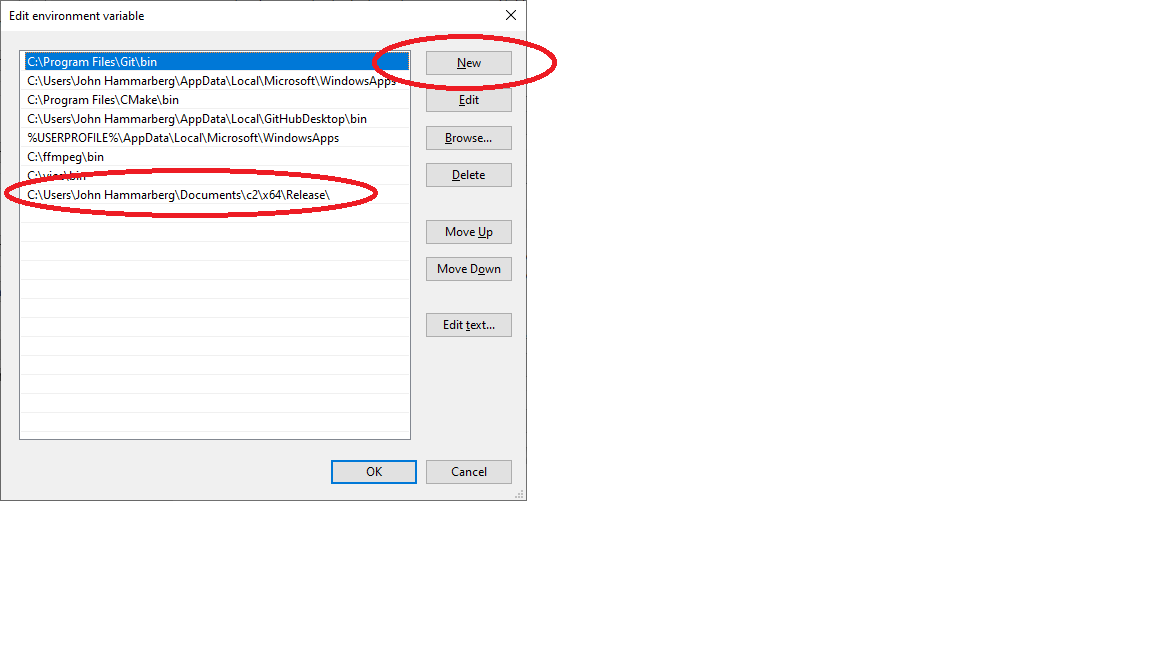 Edit environment variable
C:\Program Files\Git\bin
New
C:\Users\John Hammarberg\AppData\Local\Microsoft\WindowsApps
C:\Program Files\CMake\bin
Edit
C:\Users\John Hammarberg\AppData\Local\GitHubDesktop\bin
%USERPROFILE%\AppData\Local\Microsoft\WindowsApps
Browse...
C:\ffmpeg\bin
C:\vice\bin
Delete
C:\Users\John Hammarberg\Documents\c2\x64\Release\
Move Up
Move Down
Edit text...
OK
Cancel